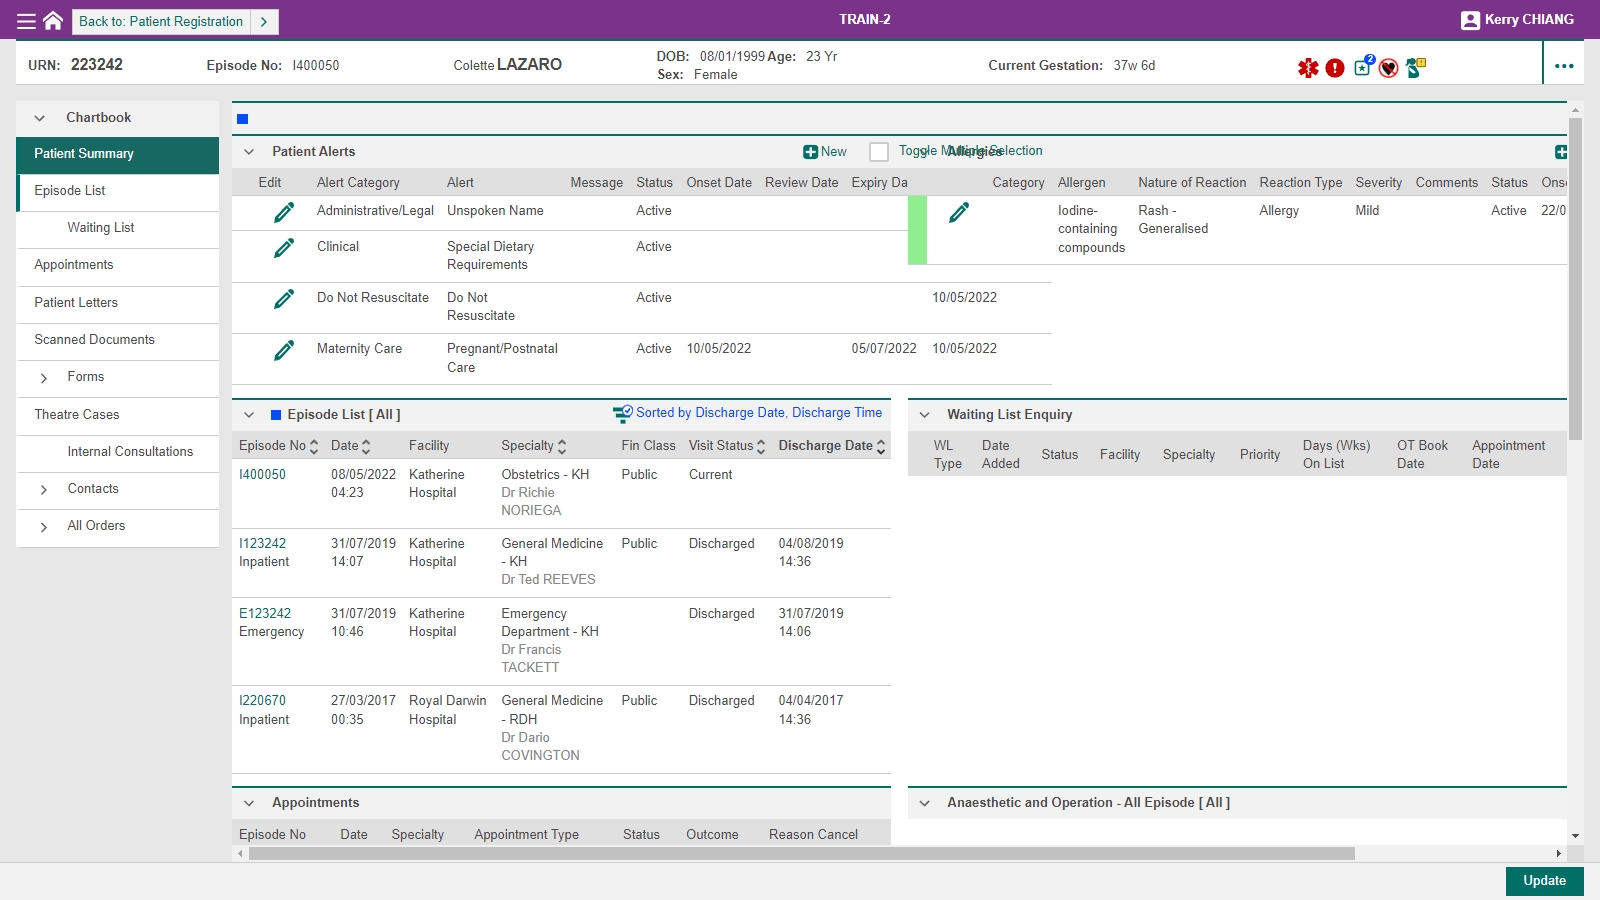 Back to: Patient Registration
TRAIN-2
Kerry CHIANG
URN: 223242
Episode No: I400050
Colette LAZARO
DOB: 08/01/1999 Age: 23 Yr
Sex: Female
Current Gestation: 37w 6d
2
Chartbook
Patient Summary
Episode List
Waiting List
Appointments
Patient Letters
Scanned Documents
Forms
Theatre Cases
Internal Consultations
Contacts
All Orders
Patient Alerts
New
Toggle Multiple Selection
Edit Alert Category Alert Message Status Onset Date Review Date Expiry Da
Administrative/Legal Unspoken Name Active
Clinical Special Dietary Active
Requirements
Do Not Resuscitate Do Not Active 10/05/2022
Resuscitate
Maternity Care Pregnant/Postnatal Active 10/05/2022 05/07/2022 10/05/2022
Care
Allergies
Category Allergen Nature of Reaction Reaction Type Severity Comments Status Onse
Iodine- Rash - Allergy Mild Active 22/0
containing Generalised
compounds
Episode List [ All ]
Sorted by Discharge Date, Discharge Time
Episode No Date Facility Specialty Fin Class Visit Status Discharge Date
I400050 08/05/2022 Katherine Obstetrics - KH Public Current
04:23 Hospital Dr Richie
NORIEGA
I123242 31/07/2019 Katherine General Medicine Public Discharged 04/08/2019
Inpatient 14:07 Hospital - KH 14:36
Dr Ted REEVES
E123242 31/07/2019 Katherine Emergency Discharged 31/07/2019
Emergency 10:46 Hospital Department - KH 14:06
Dr Francis
TACKETT
I220670 27/03/2017 Royal Darwin General Medicine Public Discharged 04/04/2017
Inpatient 00:35 Hospital - RDH 14:36
Dr Dario
COVINGTON
Waiting List Enquiry
WL Date Status Facility Specialty Priority Days (Wks) OT Book Appointment
Type Added On List Date Date
Appointments
Episode No Date Specialty Appointment Type Status Outcome Reason Cancel
Anaesthetic and Operation - All Episode [ All ]
Update